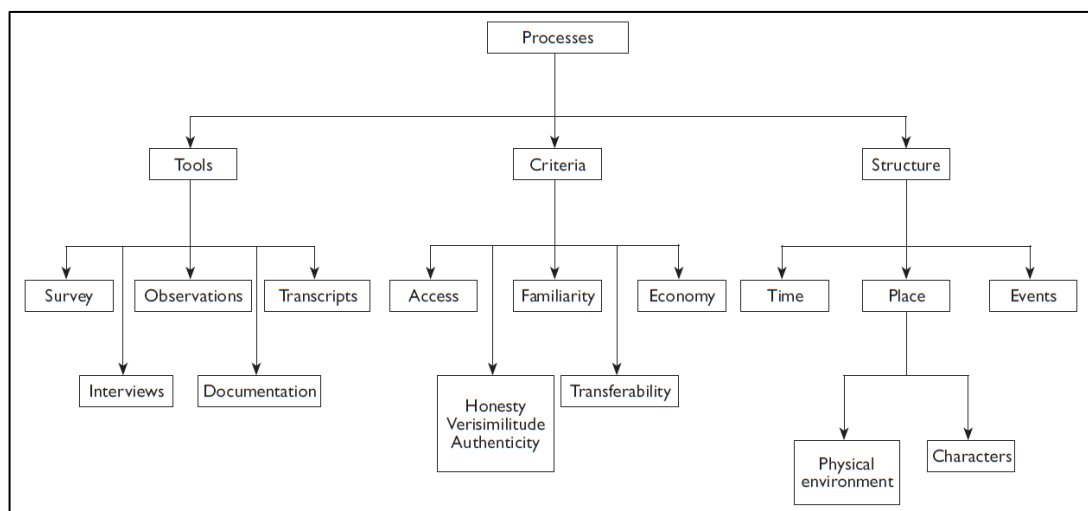 Processes
Tools
Criteria
Structure
Survey
Observations
Transcripts
Access
Familiarity
Economy
Time
Place
Events
Interviews
Documentation
Honesty
Verisimilitude
Authenticity
Transferability
Physical
environment
Characters